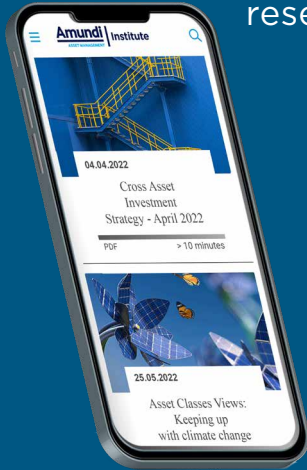 rese
Amundi Institute
ASSET MANAGEMENT
04.04.2022
Cross Asset
Investment
Strategy - April 2022
PDF > 10 minutes
25.05.2022
Asset Classes Views:
Keeping up
with climate change